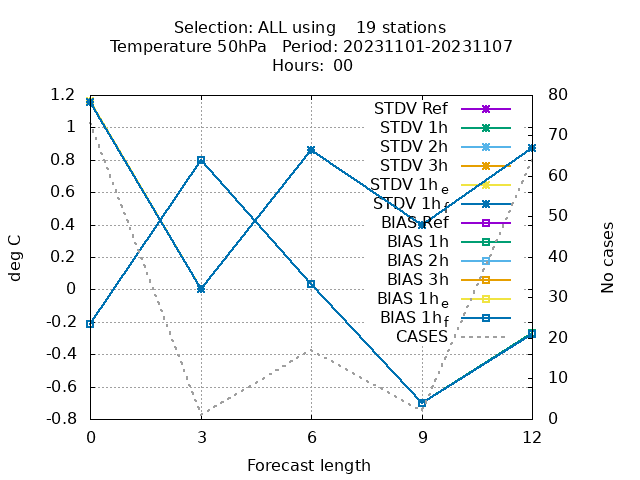 Selection: ALL using    19 stations
Temperature 50hPa   Period: 20231101-20231107
Hours:  00
1.2
1
0.8
0.6
0.4
0.2
0
-0.2
-0.4
-0.6
-0.8
deg C
80
70
60
50
40
30
20
10
0
No cases
STDV Ref
STDV 1h
STDV 2h
STDV 3h
STDV 1he
STDV 1hf
BIAS Ref
BIAS 1h
BIAS 2h
BIAS 3h
BIAS 1he
BIAS 1hf
CASES
0 3 6 9 12
Forecast length